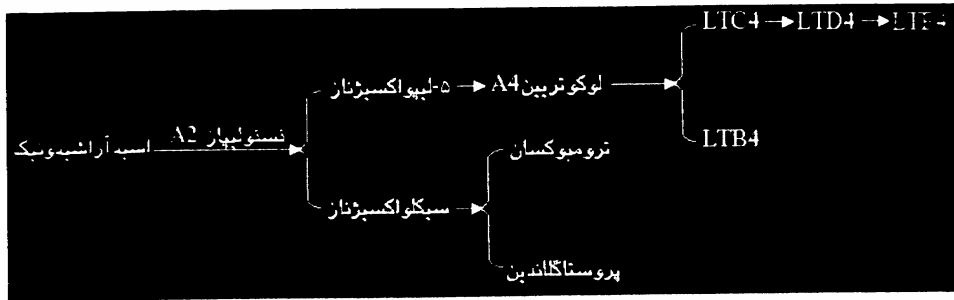 LTC4 → LTD4 → LTE4
۵-لیپواکسیژناز → لوکوترین A4
فسفولیپاز A2
اسید آراشیدونیک
LTB4
ترومبوکسان
سیکلواکسیژناز
پروستاگلاندین